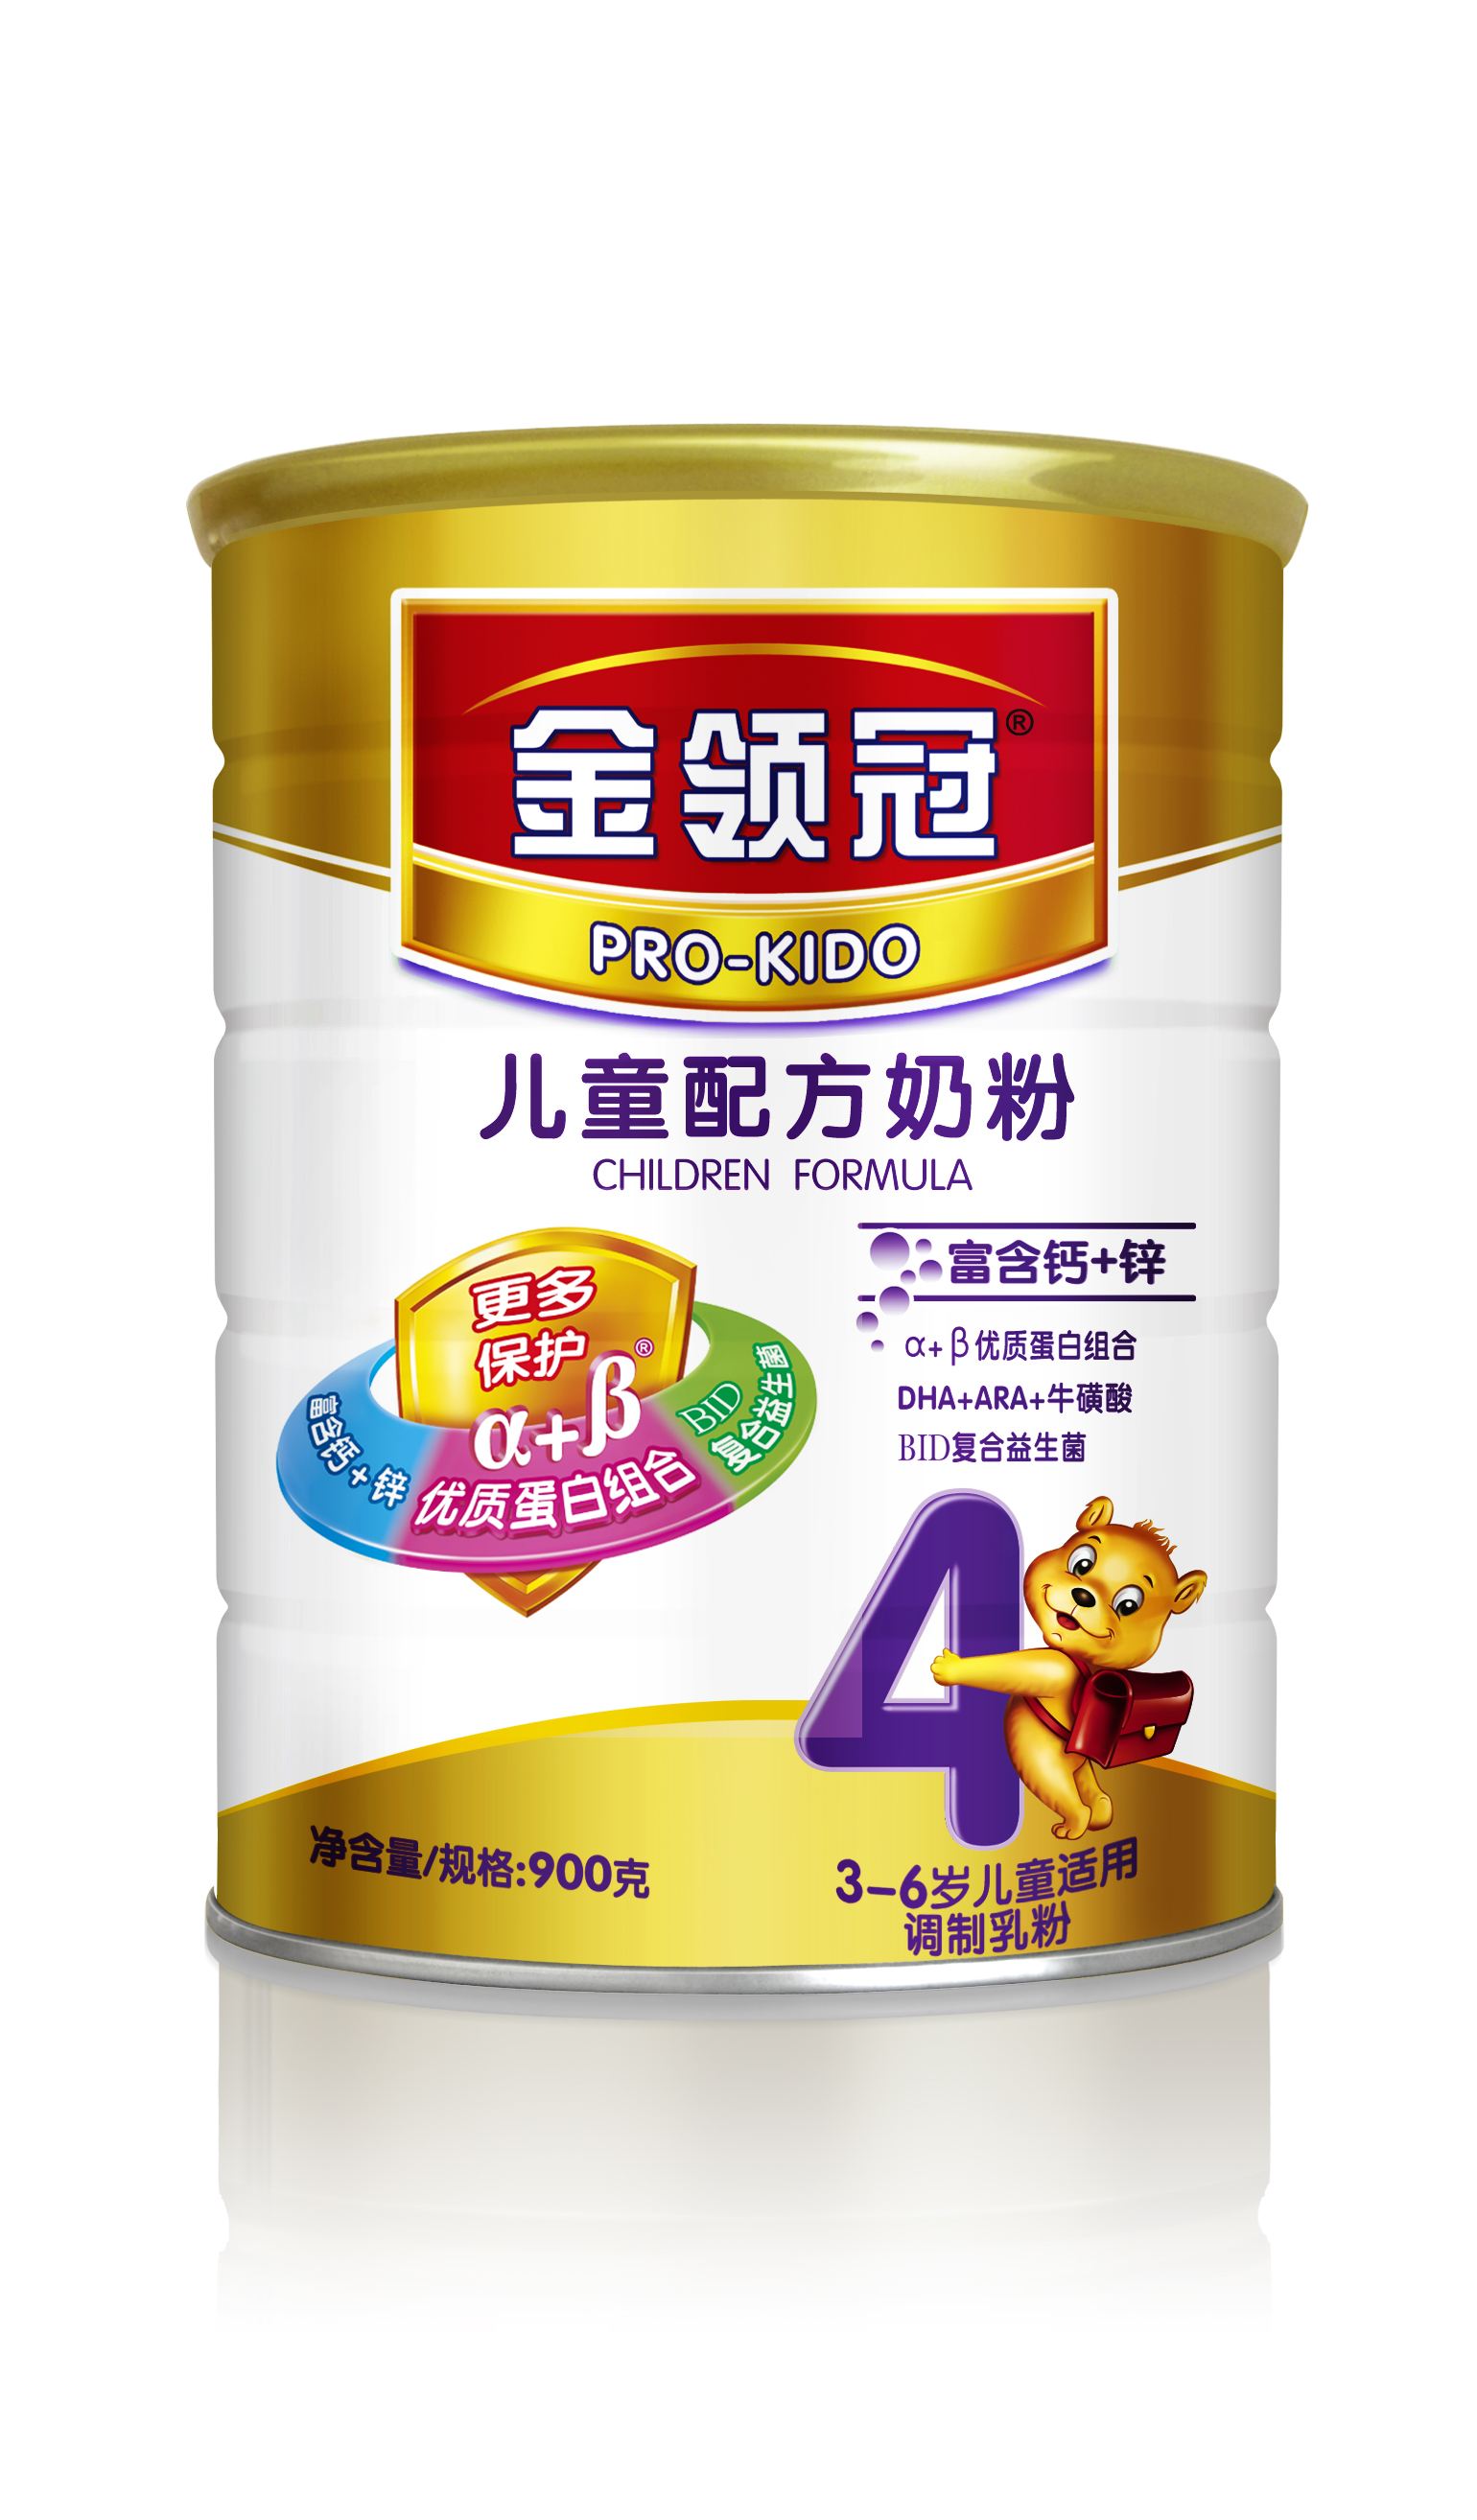 金领冠®
PRO-KIDO
儿童配方奶粉
CHILDREN FORMULA
更多
保护
α+β®
优质蛋白组合
富含钙+锌
BID
复合益生菌
富含钙+锌
α+β优质蛋白组合
DHA+ARA+牛磺酸
BID复合益生菌
4
净含量/规格:900克
3-6岁儿童适用
调制乳粉